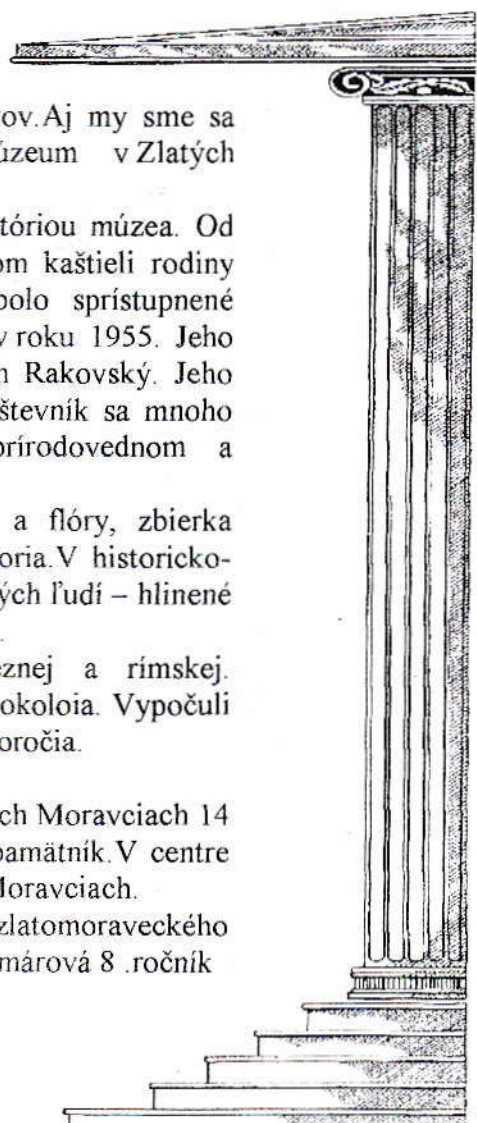 ov.Aj my sme sa
úzeum v Zlatých
tóriou múzea. Od
om kaštieli rodiny
polo sprístupnené
v roku 1955. Jeho
n Rakovský. Jeho
števník sa mnoho
prírodovednom a
a flóry, zbierka
oria.V historicko-
ých ľudí – hlinené
eznej a rímskej.
okoloia. Vypočuli
oročia.
ch Moravciach 14
pamätník.V centre
Moravciach.
zlatomoraveckého
márová 8 .ročník